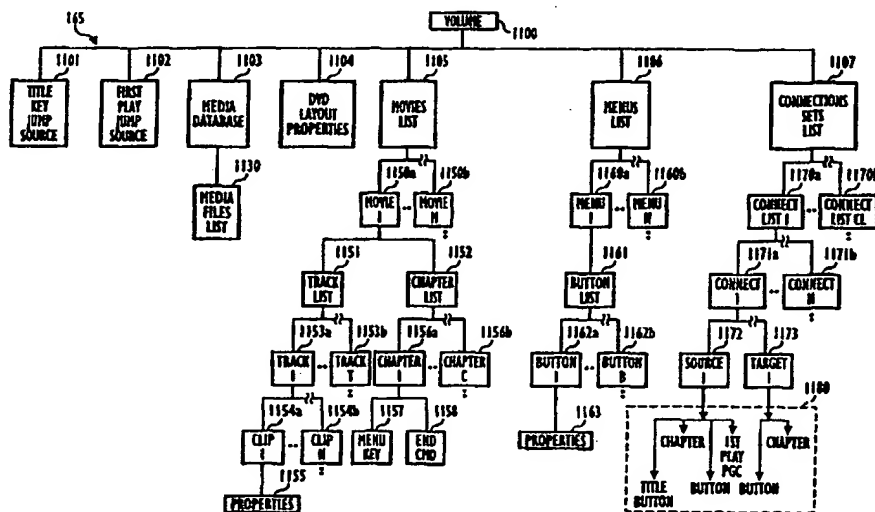 165
VOLUME
1100
1101
1102
1103
1104
1105
1106
1107
TITLE
KEY
JUMP
SOURCE
FIRST
PLAY
JUMP
SOURCE
MEDIA
DATABASE
DVD
LAYOUT
PROPERTIES
MOVIES
LIST
MENUS
LIST
CONNECTIONS
SETS
LIST
1130
MEDIA
FILES
LIST
1150a
1150b
MOVIE
1
MOVIE
M
1160a
1160b
MENU
1
MENU
N
1170a
1170b
CONNECT
LIST 1
CONNECT
LIST CL
1151
TRACK
LIST
1152
CHAPTER
LIST
1161
BUTTON
LIST
1171a
1171b
CONNECT
1
CONNECT
N
1153a
1153b
TRACK
1
TRACK
T
1156a
1156b
CHAPTER
1
CHAPTER
C
1162a
1162b
BUTTON
1
BUTTON
B
1172
SOURCE
1
1173
TARGET
1
1180
1154a
1154b
CLIP
1
CLIP
N
1157
MENU
KEY
1158
END
CMD
1163
PROPERTIES
1155
PROPERTIES
CHAPTER
1ST
PLAY
PGC
CHAPTER
TITLE
BUTTON
BUTTON
BUTTON